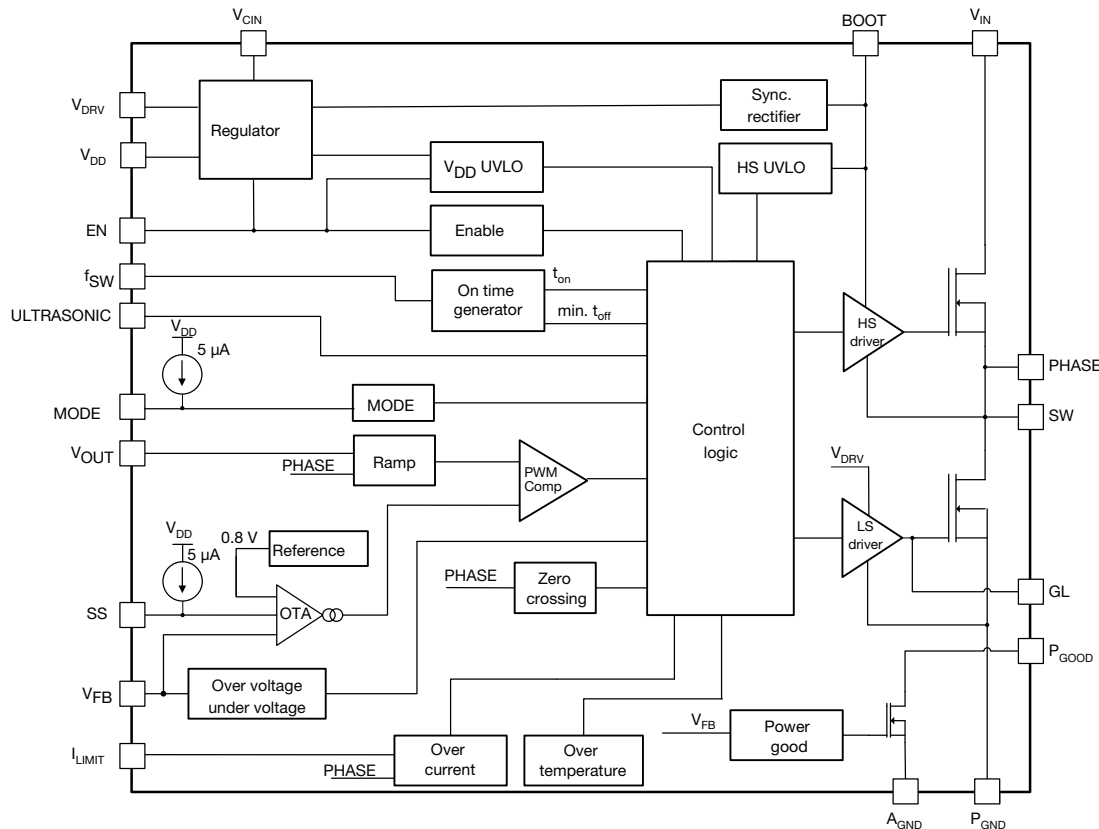 VCIN
BOOT
VIN
VDRV
Regulator
Sync.
rectifier
VDD
VDD UVLO
HS UVLO
EN
Enable
fSW
On time
generator
ton
min. toff
ULTRASONIC
VDD
5 µA
HS
driver
PHASE
MODE
MODE
SW
Control
logic
VOUT
PHASE
Ramp
PWM
Comp
VDRV
VDD
5 µA
0.8 V
Reference
LS
driver
PHASE
Zero
crossing
GL
SS
OTA
PGOOD
VFB
Over voltage
under voltage
VFB
Power
good
ILIMIT
PHASE
Over
current
Over
temperature
AGND
PGND